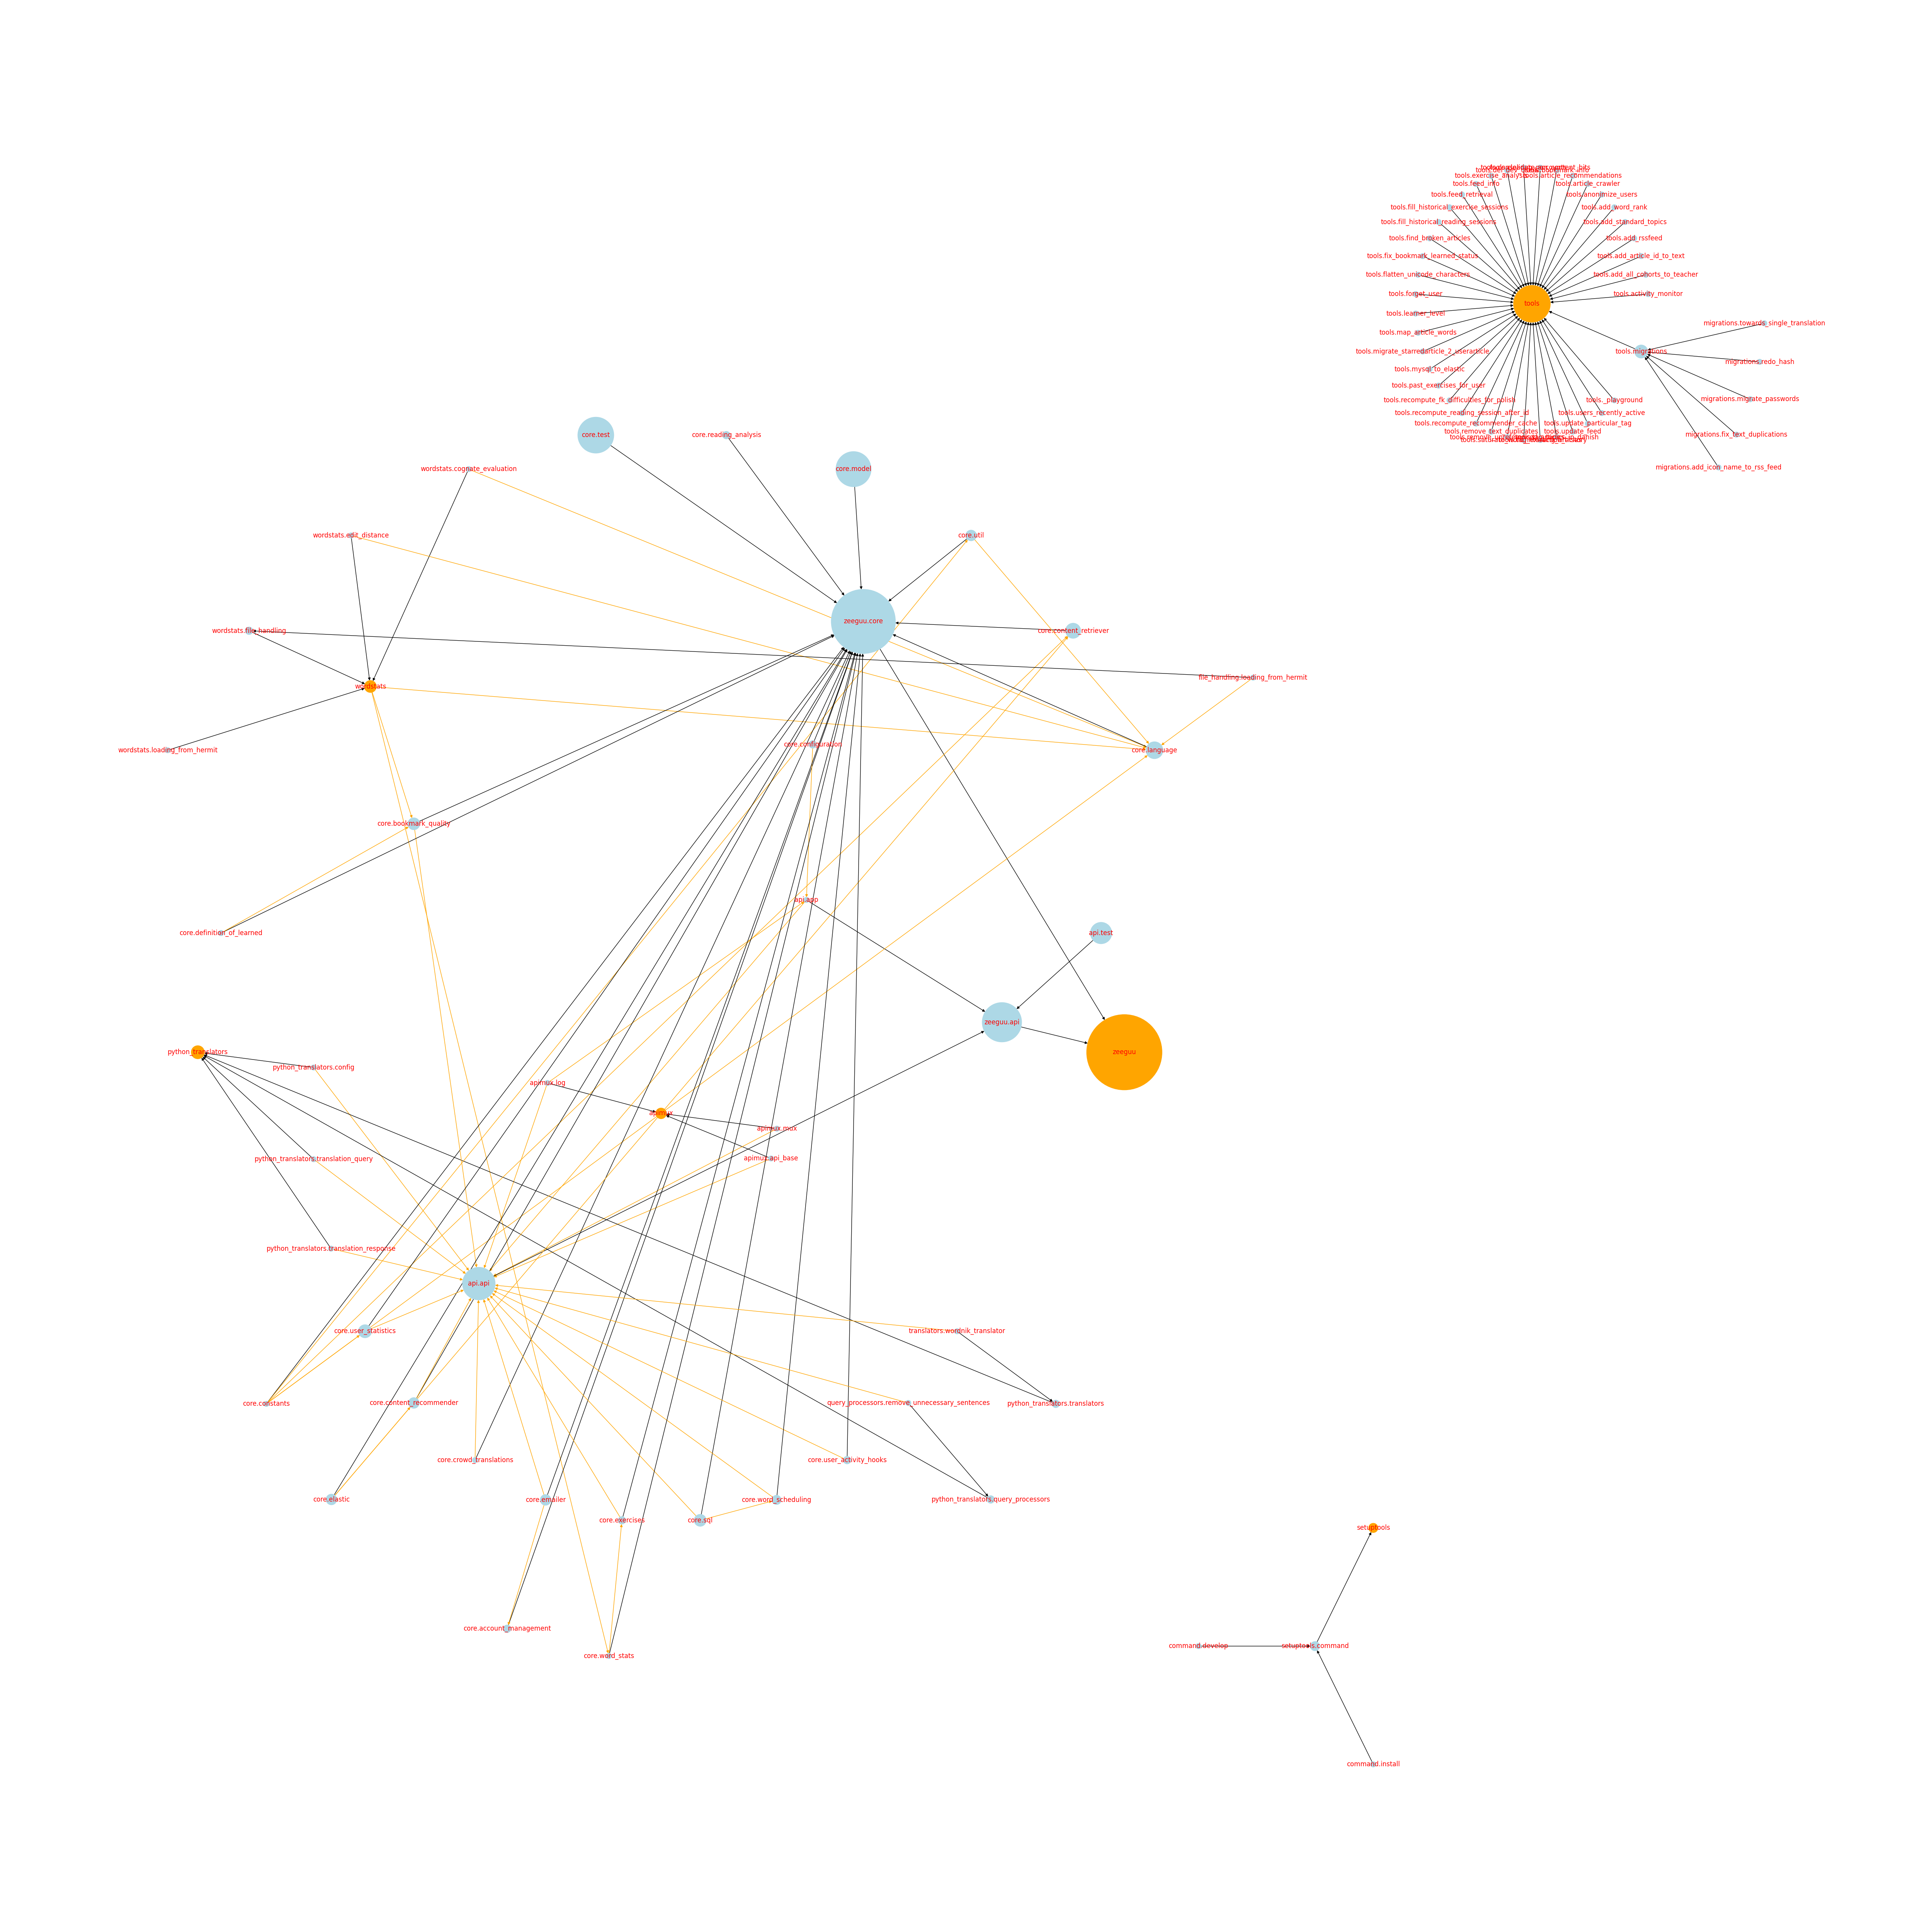 tools.exercise_analysis
tools.article_recommendations
tools.feed_info
tools.article_crawler
tools.feed_retrieval
tools.anonimize_users
tools.fill_historical_exercise_sessions
tools.add_word_rank
tools.fill_historical_reading_sessions
tools.add_standard_topics
tools.find_broken_articles
tools.add_rssfeed
tools.fix_bookmark_learned_status
tools.add_article_id_to_text
tools.flatten_unicode_characters
tools.add_all_cohorts_to_teacher
tools.forget_user
tools.activity_monitor
tools
tools.learner_level
migrations.towards_single_translation
tools.map_article_words
tools.migrate_starred_article_2_userarticle
tools.migrations
migrations.redo_hash
tools.mysql_to_elastic
tools.past_exercises_for_user
tools.recompute_fk_difficulties_for_polish
tools._playground
migrations.migrate_passwords
tools.recompute_reading_session_after_id
tools.users_recently_active
tools.recompute_recommender_cache
tools.update_particular_tag
tools.remove_text_duplicates
tools.update_feed
migrations.fix_text_duplications
core.test
core.reading_analysis
migrations.add_icon_name_to_rss_feed
wordstats.cognate_evaluation
core.model
wordstats.edit_distance
core.util
zeeguu.core
wordstats.file_handling
core.content_retriever
file_handling.loading_from_hermit
wordstats
core.configuration
wordstats.loading_from_hermit
core.language
core.bookmark_quality
api.app
core.definition_of_learned
api.test
zeeguu.api
python_translators
zeeguu
python_translators.config
apimux.log
apimux
apimux.mux
python_translators.translation_query
apimux.api_base
python_translators.translation_response
api.api
core.user_statistics
translators.wordnik_translator
core.constants
core.content_recommender
query_processors.remove_unnecessary_sentences
python_translators.translators
core.crowd_translations
core.user_activity_hooks
core.elastic
core.emailer
core.word_scheduling
python_translators.query_processors
core.exercises
core.sql
setuptools
core.account_management
command.develop
setuptools.command
core.word_stats
command.install